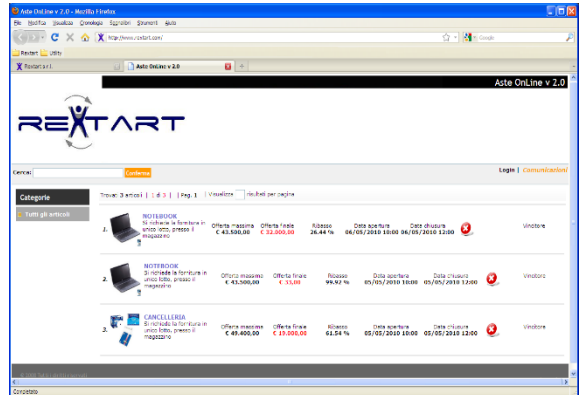 Aste OnLine v 2.0 - Mozilla Firefox
File Modifica Visualizza Cronologia Segnalibri Strumenti Aiuto
http://www.rextart.com/
Google
Rextart Utility
Rextart s.r.l.
Aste OnLine v 2.0
Aste OnLine v 2.0
REXTART
Cerca:
Conferma
Login | Comunicazioni
Categorie
Tutti gli articoli
Trovati 3 articoli | 1 di 1 | Pag. 1 | Visualizza risultati per pagina
1.
NOTEBOOK
Si richiede la fornitura in unico lotto, presso il magazzino
Offerta massima
€ 43.500,00
Offerta finale
€ 32.000,00
Ribasso
26.44 %
Data apertura
06/05/2010 10:00
Data chiusura
06/05/2010 12:00
Vincitore
2.
NOTEBOOK
Si richiede la fornitura in unico lotto, presso il magazzino
Offerta massima
€ 43.500,00
Offerta finale
€ 33,00
Ribasso
99.92 %
Data apertura
05/05/2010 10:00
Data chiusura
05/05/2010 12:00
Vincitore
3.
CANCELLERIA
Si richiede la fornitura in unico lotto, presso il magazzino
Offerta massima
€ 49.400,00
Offerta finale
€ 19.000,00
Ribasso
61.54 %
Data apertura
05/05/2010 10:00
Data chiusura
05/05/2010 12:00
Vincitore
Completato